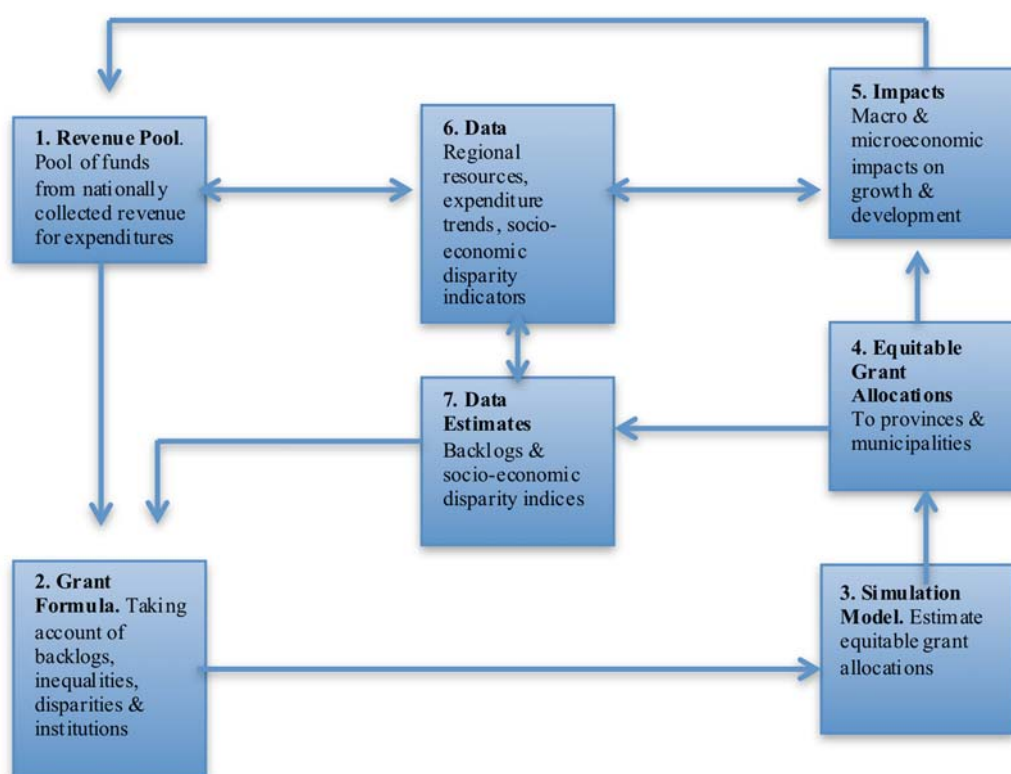 1. Revenue Pool.
Pool of funds
from nationally
collected revenue
for expenditures
6. Data
Regional
resources,
expenditure
trends, socio-
economic
disparity
indicators
5. Impacts
Macro &
microeconomic
impacts on
growth &
development
7. Data
Estimates
Backlogs &
socio-economic
disparity indices
4. Equitable
Grant
Allocations
To provinces &
municipalities
2. Grant
Formula. Taking
account of
backlogs,
inequalities,
disparities &
institutions
3. Simulation
Model. Estimate
equitable grant
allocations